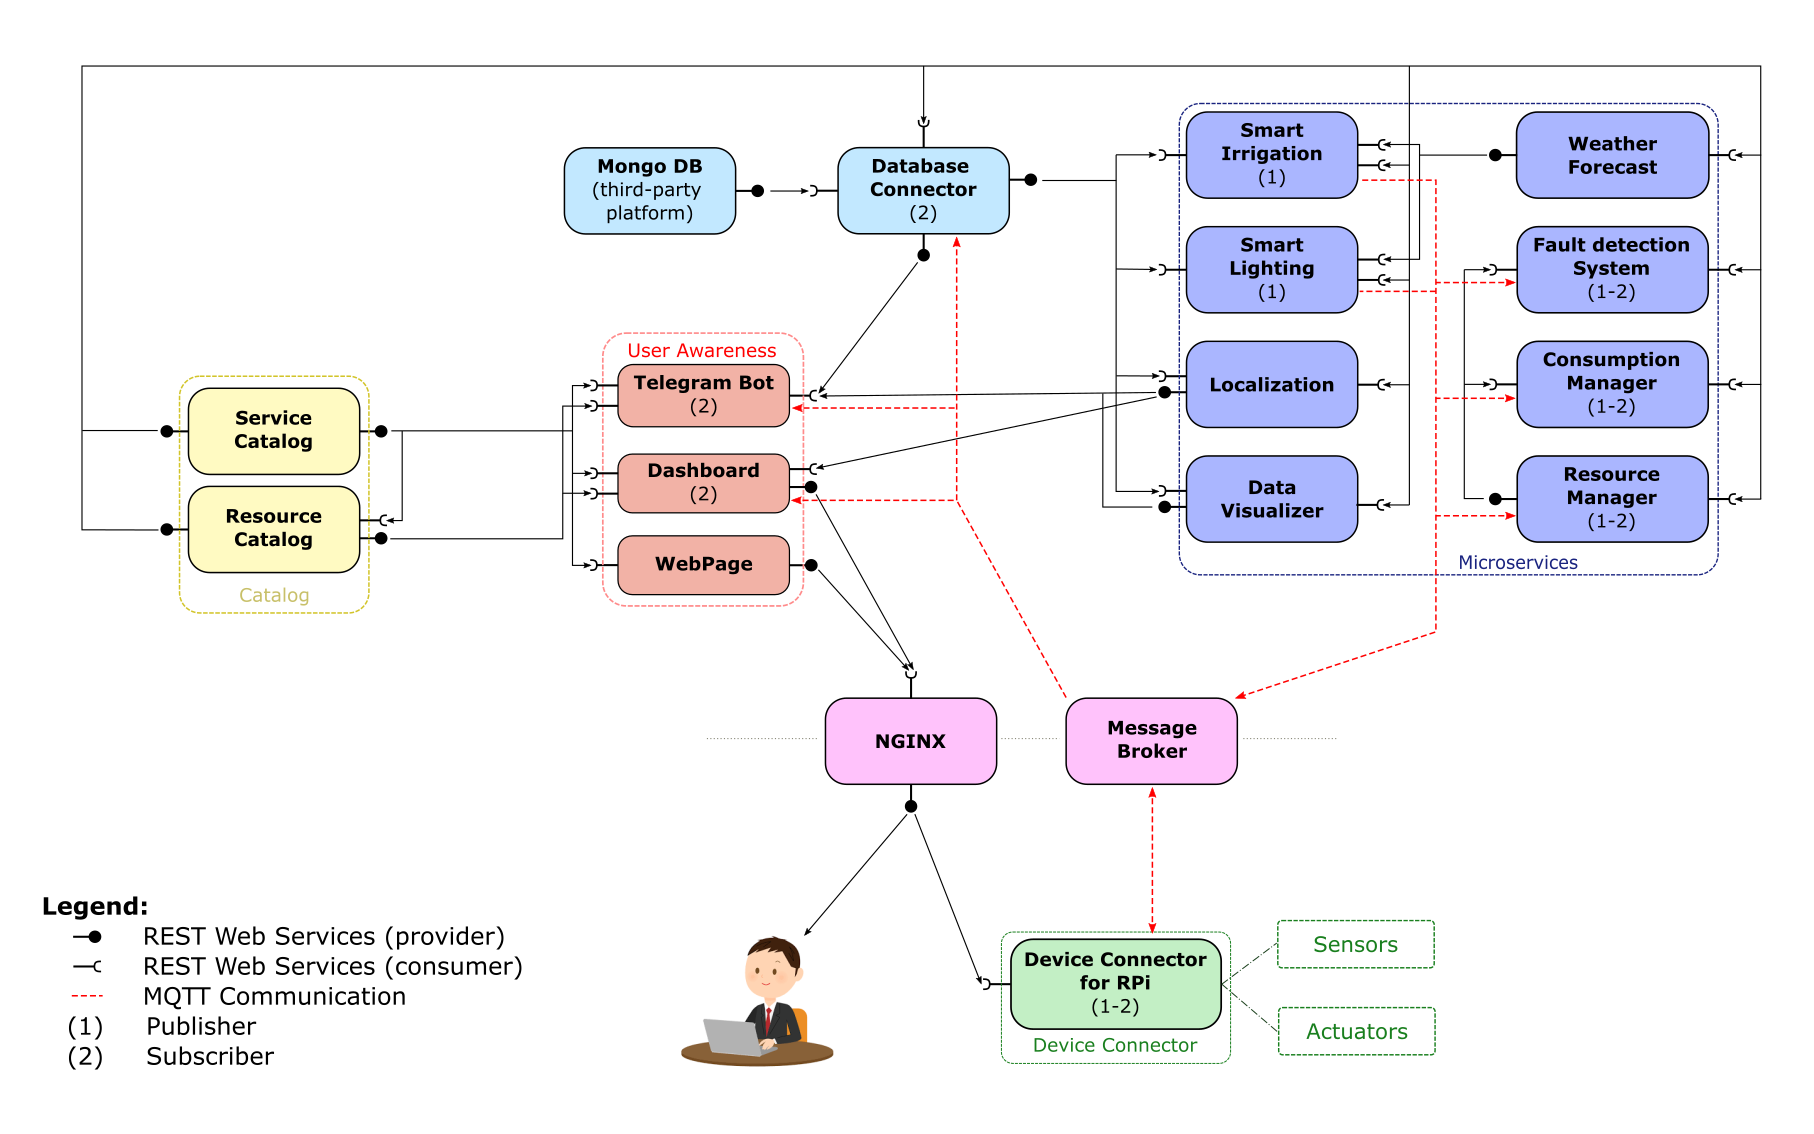 Mongo DB
(third-party
platform)
Database
Connector
(2)
Smart
Irrigation
(1)
Weather
Forecast
Smart
Lighting
(1)
Fault detection
System
(1-2)
Localization
Consumption
Manager
(1-2)
Data
Visualizer
Resource
Manager
(1-2)
Microservices
User Awareness
Telegram Bot
(2)
Dashboard
(2)
WebPage
Service
Catalog
Resource
Catalog
Catalog
NGINX
Message
Broker
Device Connector
for RPi
(1-2)
Device Connector
Sensors
Actuators
Legend:
REST Web Services (provider)
REST Web Services (consumer)
MQTT Communication
(1) Publisher
(2) Subscriber